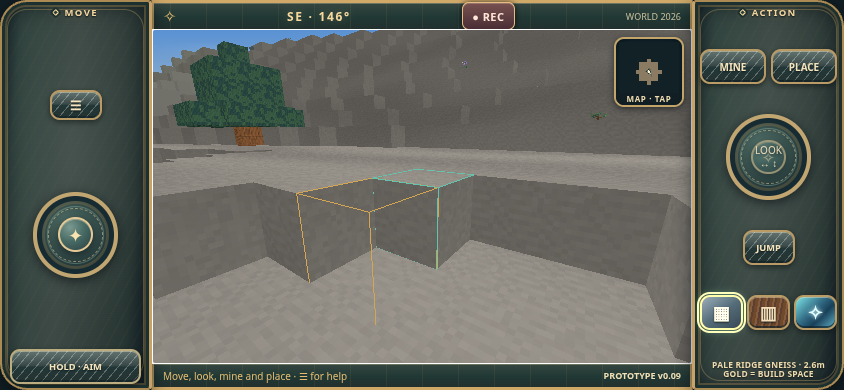 MOVE
SE · 146°
● REC
WORLD 2026
ACTION
MINE
PLACE
MAP · TAP
LOOK
JUMP
HOLD · AIM
Move, look, mine and place · ☰ for help
PROTOTYPE v0.09
PALE RIDGE GNEISS · 2.6m
GOLD = BUILD SPACE